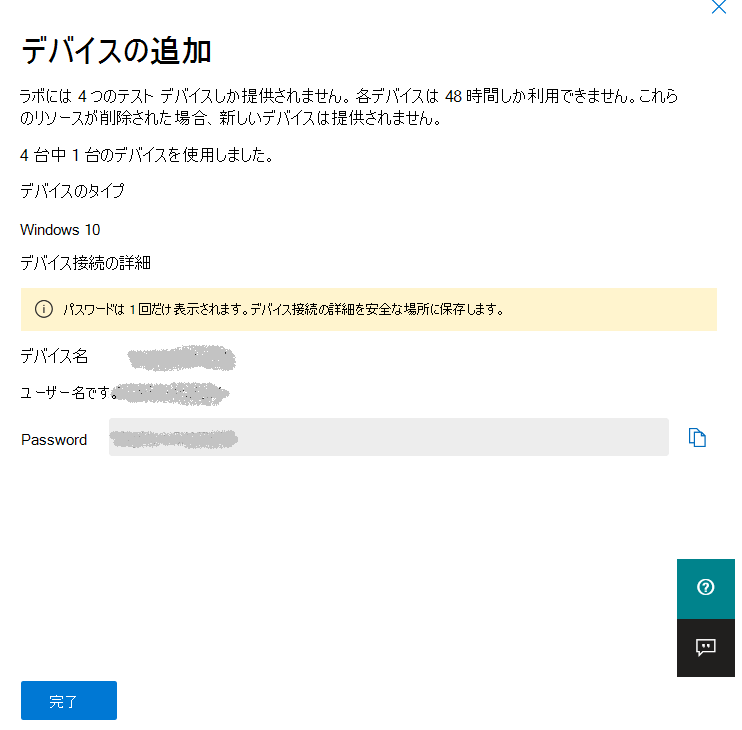 デバイスの追加
ラボには 4 つのテスト デバイスしか提供されません。各デバイスは 48 時間しか利用できません。これら
のリソースが削除された場合、新しいデバイスは提供されません。
4 台中 1 台のデバイスを使用しました。
デバイスのタイプ
Windows 10
デバイス接続の詳細
パスワードは 1 回だけ表示されます。デバイス接続の詳細を安全な場所に保存します。
デバイス名
ユーザー名です。
Password
完了